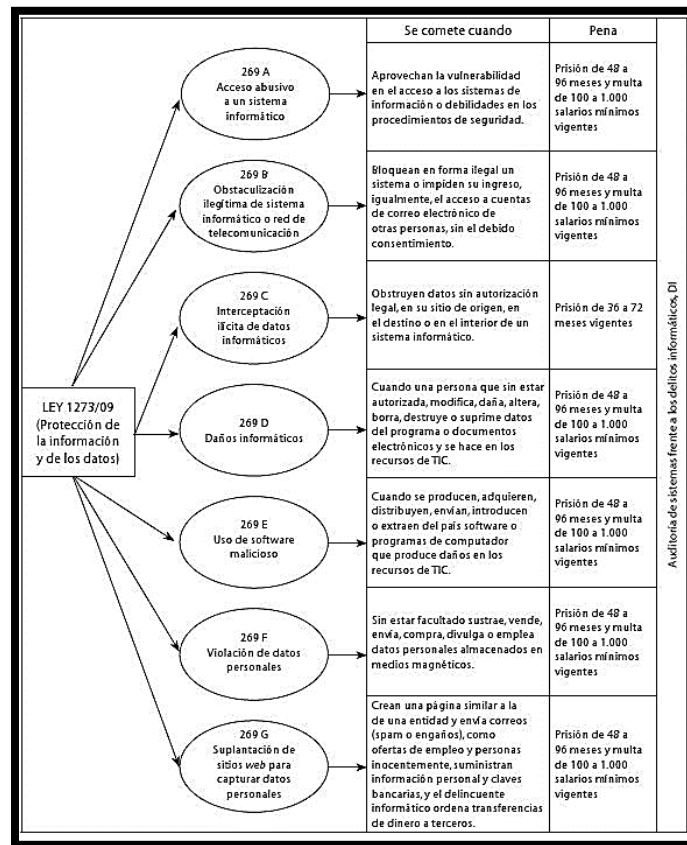 Se comete cuando
Pena
LEY 1273/09
(Protección de
la información
y de los datos)
269 A
Acceso abusivo
a un sistema
informático
Aprovechan la vulnerabilidad
en el acceso a los sistemas de
información o debilidades en los
procedimientos de seguridad.
Prisión de 48 a
96 meses y multa
de 100 a 1.000
salarios mínimos
vigentes
269 B
Obstaculización
ilegítima de sistema
informático o red de
telecomunicación
Bloquean en forma ilegal un
sistema o impiden su ingreso,
igualmente, el acceso a cuentas
de correo electrónico de
otras personas, sin el debido
consentimiento.
Prisión de 48 a
96 meses y multa
de 100 a 1.000
salarios mínimos
vigentes
269 C
Interceptación
ilícita de datos
informáticos
Obstruyen datos sin autorización
legal, en su sitio de origen, en
el destino o en el interior de un
sistema informático.
Prisión de 36 a 72
meses vigentes
269 D
Daños informáticos
Cuando una persona que sin estar
autorizada, modifica, daña, altera,
borra, destruye o suprime datos
del programa o documentos
electrónicos y se hace en los
recursos de TIC.
Prisión de 48 a
96 meses y multa
de 100 a 1.000
salarios mínimos
vigentes
269 E
Uso de software
malicioso
Cuando se producen, adquieren,
distribuyen, envían, introducen
o extraen del país software o
programas de computador
que produce daños en los
recursos de TIC.
Prisión de 48 a
96 meses y multa
de 100 a 1.000
salarios mínimos
vigentes
269 F
Violación de datos
personales
Sin estar facultado sustrae, vende,
envía, compra, divulga o emplea
datos personales almacenados en
medios magnéticos.
Prisión de 48 a
96 meses y multa
de 100 a 1.000
salarios mínimos
vigentes
269 G
Suplantación de
sitios web para
capturar datos
personales
Crean una página similar a la
de una entidad y envía correos
(spam o engaños), como
ofertas de empleo y personas
inocentemente, suministran
información personal y claves
bancarias, y el delincuente
informático ordena transferencias
de dinero a terceros.
Prisión de 48 a
96 meses y multa
de 100 a 1.000
salarios mínimos
vigentes
Auditoría de sistemas frente a los delitos informáticos, DI